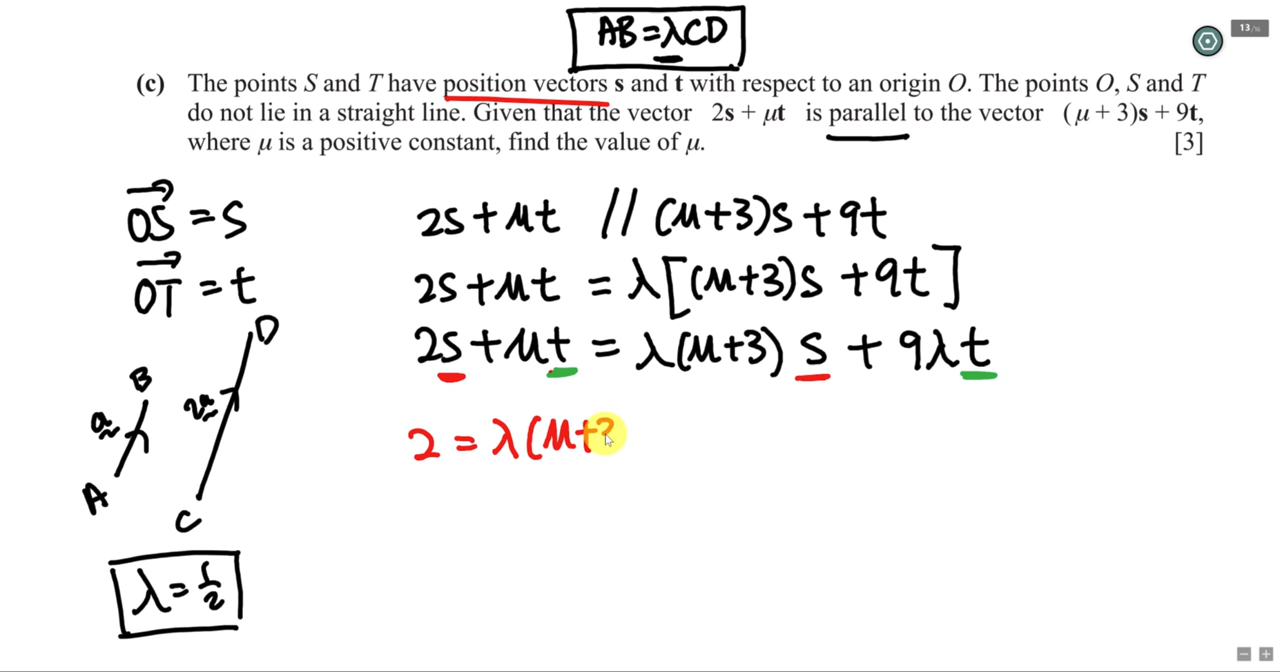 AB = λCD
13/16
(c) The points S and T have position vectors s and t with respect to an origin O. The points O, S and T
do not lie in a straight line. Given that the vector 2s + μt is parallel to the vector (μ + 3)s + 9t,
where μ is a positive constant, find the value of μ. [3]
OS = S
OT = t
2s + μt // (μ+3)s + 9t
2s + μt = λ[(μ+3)s + 9t]
2s + μt = λ(μ+3) s + 9λt
2 = λ(μ+3
D
B
a
2a
A
C
λ = 1/2